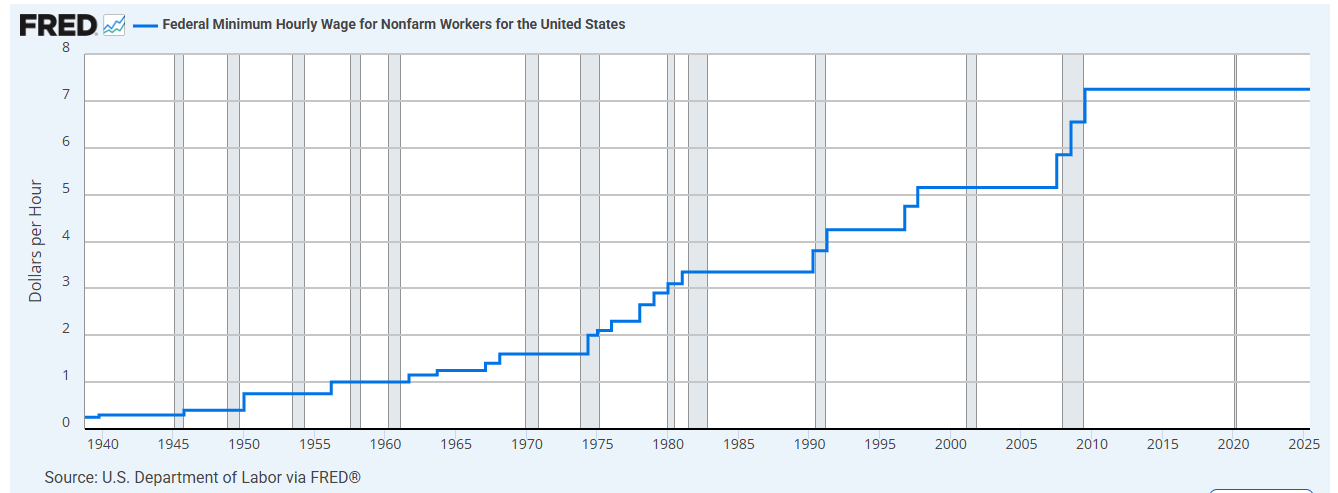 FRED
Federal Minimum Hourly Wage for Nonfarm Workers for the United States
8
7
6
5
4
3
2
1
0
Dollars per Hour
1940 1945 1950 1955 1960 1965 1970 1975 1980 1985 1990 1995 2000 2005 2010 2015 2020 2025
Source: U.S. Department of Labor via FRED®